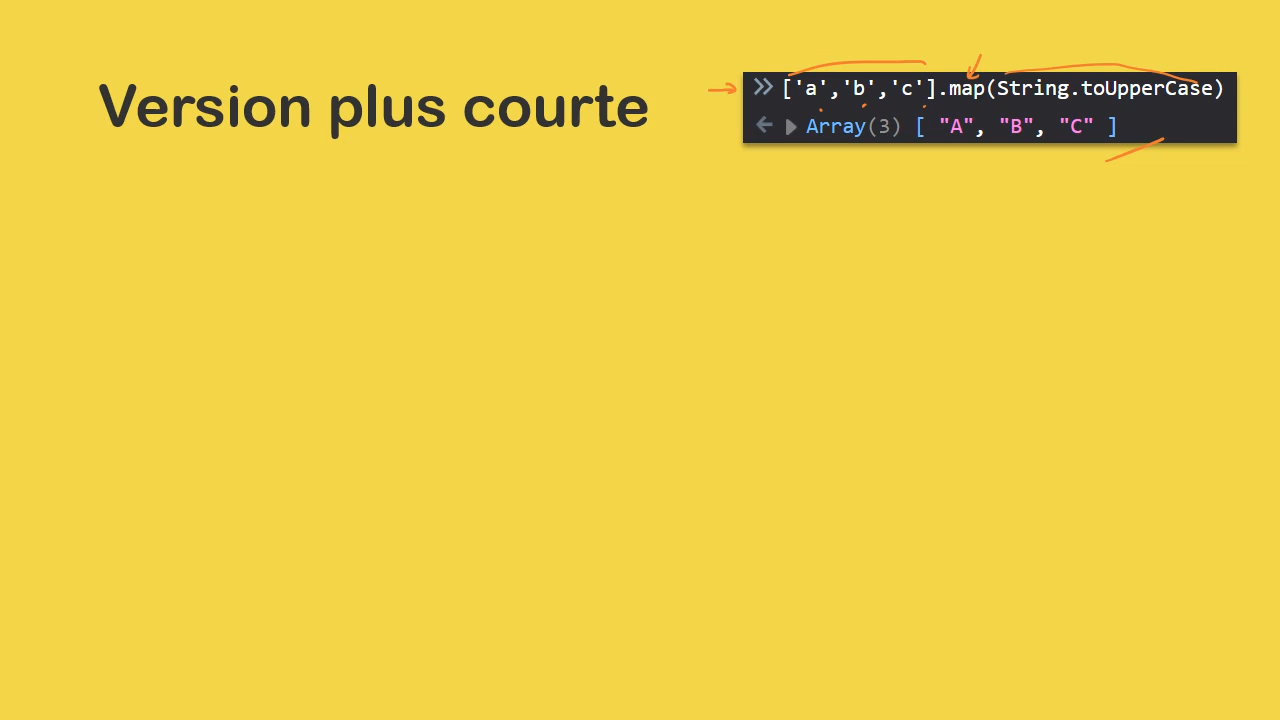 Version plus courte
['a','b','c'].map(String.toUpperCase)
Array(3) [ "A", "B", "C" ]